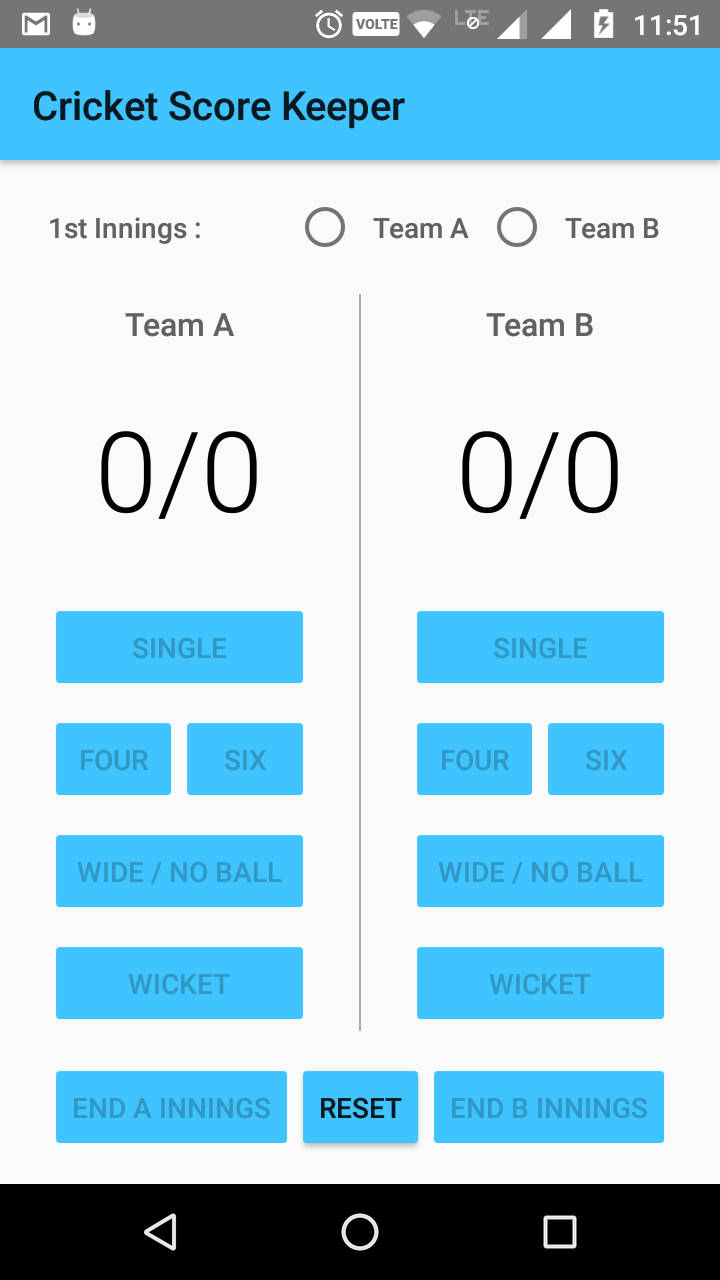 VOLTE LTE 11:51
Cricket Score Keeper
1st Innings : Team A Team B
Team A Team B
0/0 0/0
SINGLE SINGLE
FOUR SIX FOUR SIX
WIDE / NO BALL WIDE / NO BALL
WICKET WICKET
END A INNINGS RESET END B INNINGS